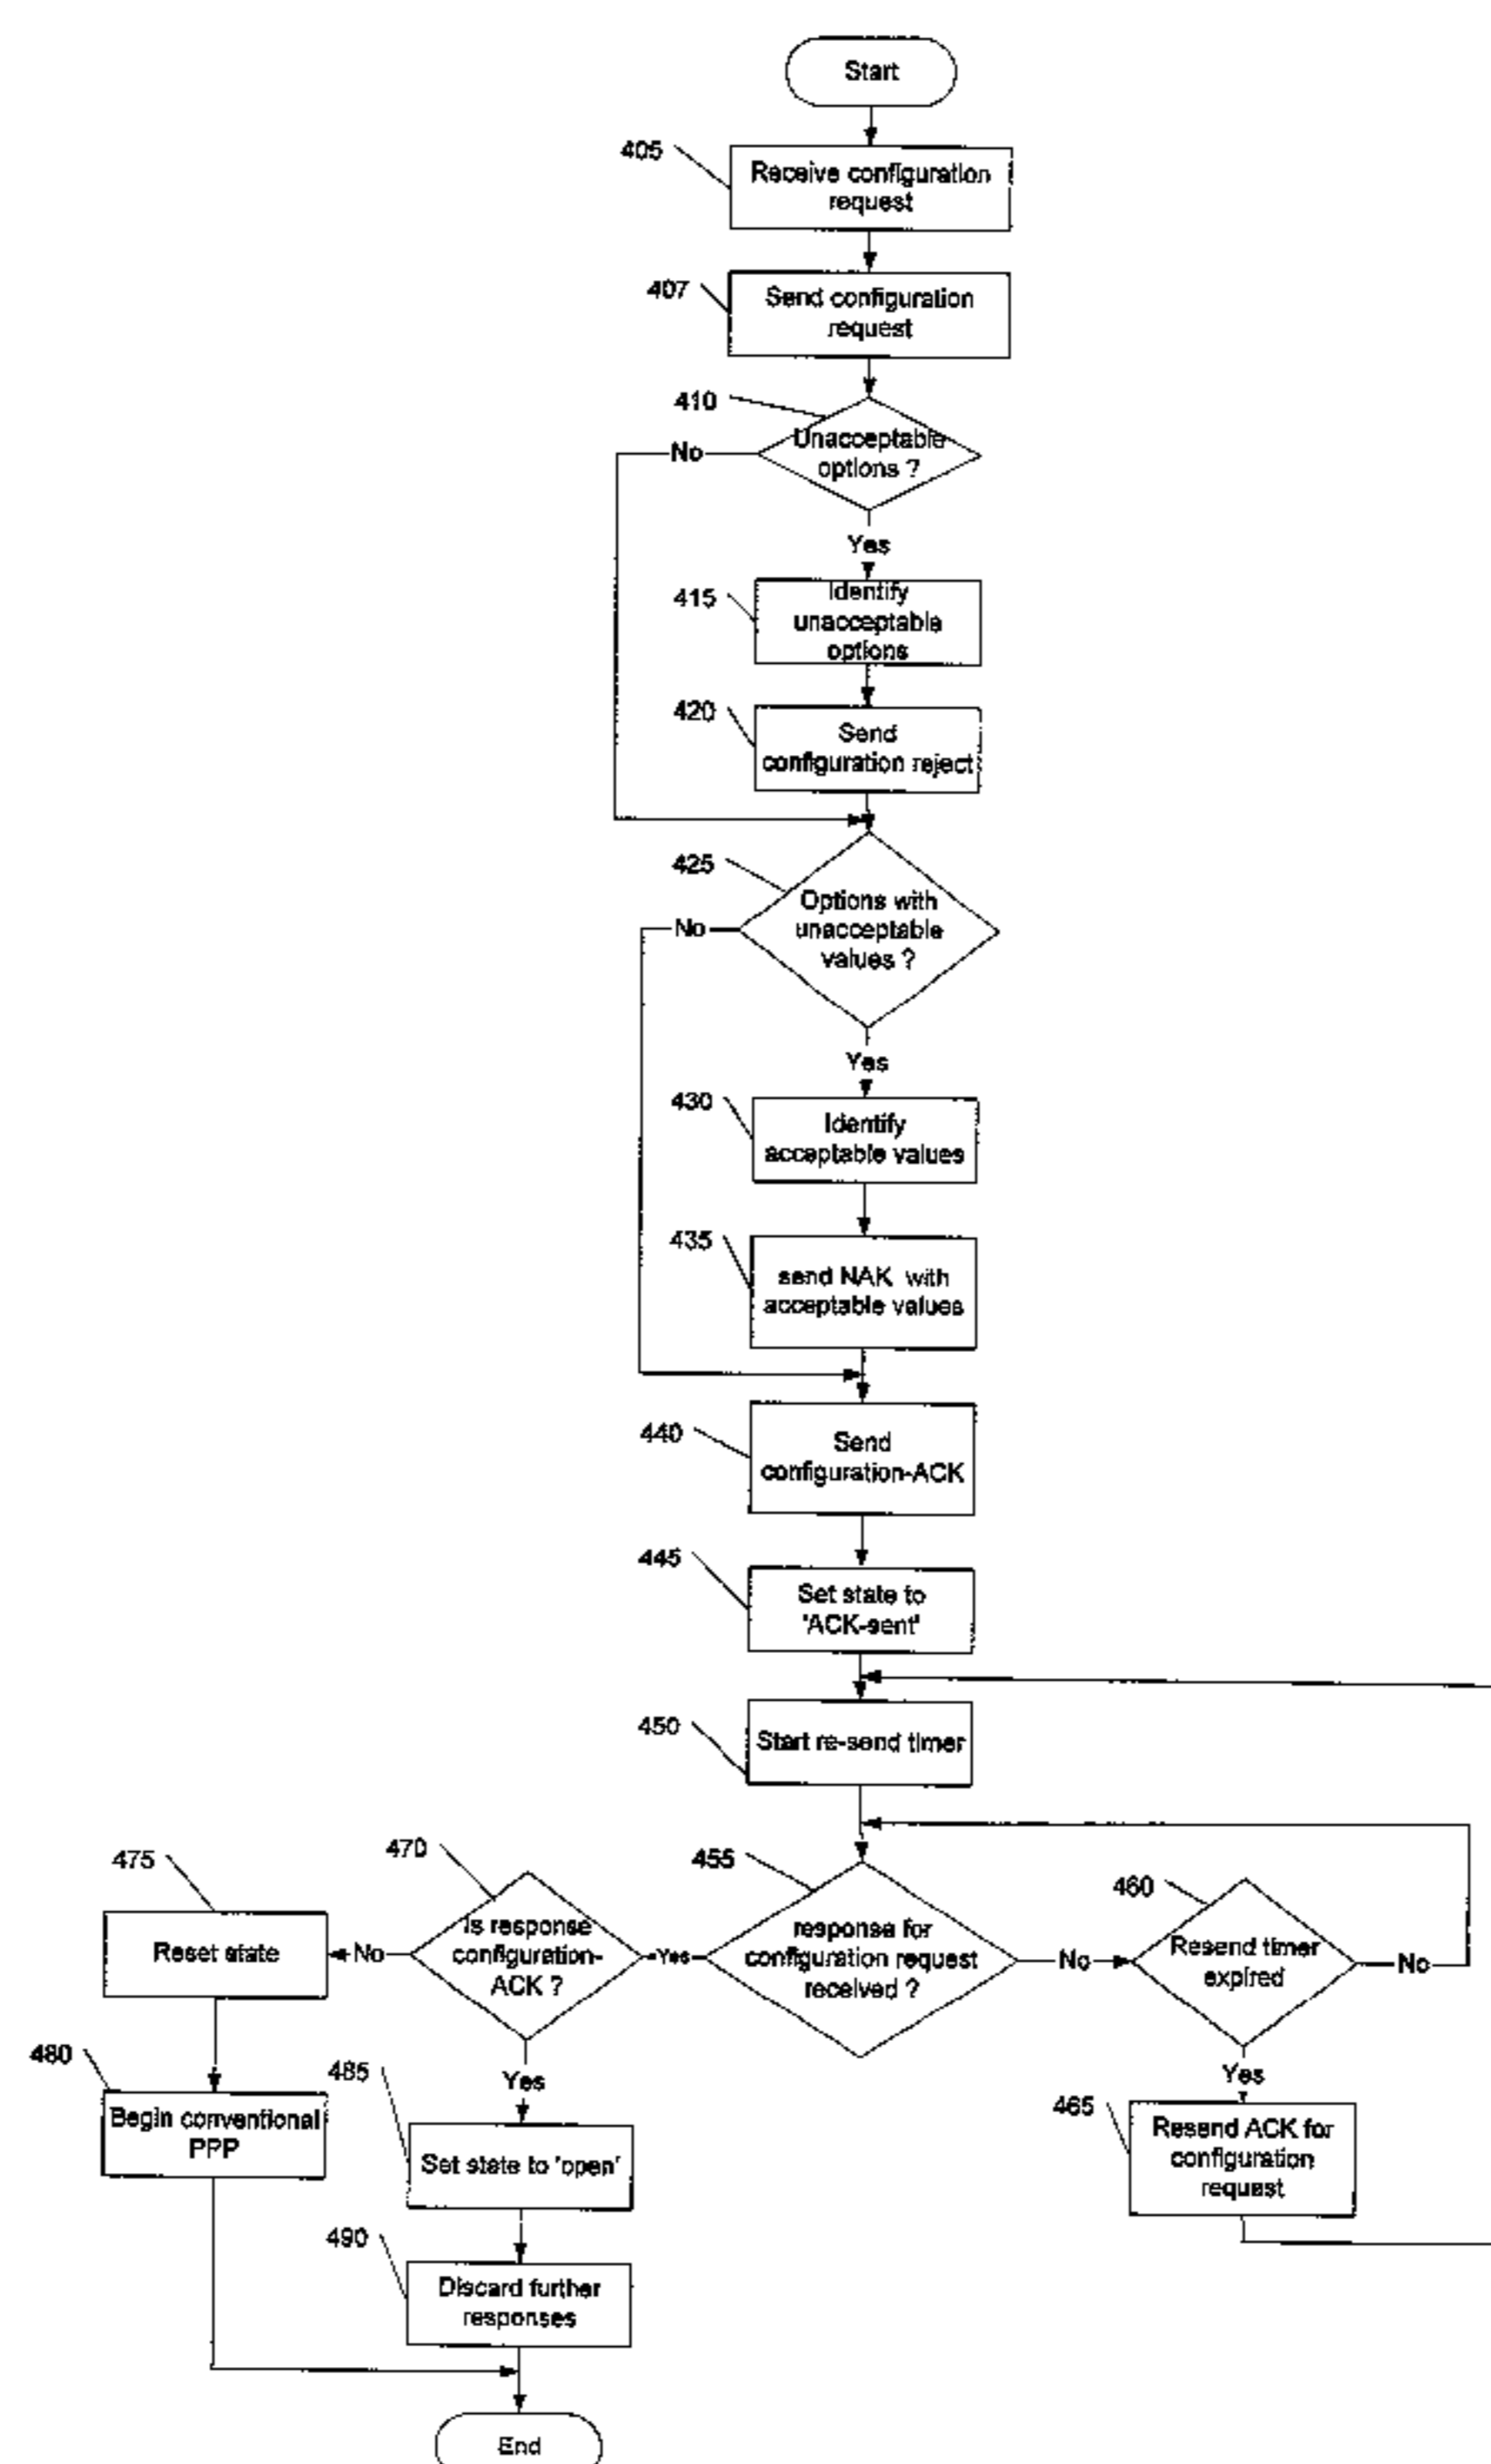 Start
405
Receive configuration
request
407
Send configuration
request
410
Unacceptable
options ?
No
Yes
415
Identify
unacceptable
options
420
Send
configuration reject
425
Options with
unacceptable
values ?
No
Yes
430
Identify
acceptable values
435
send NAK with
acceptable values
440
Send
configuration-ACK
445
Set state to
'ACK-sent'
450
Start re-send timer
455
response for
configuration request
received ?
Yes
No
460
Resend timer
expired
No
Yes
465
Resend ACK for
configuration
request
470
Is response
configuration-
ACK ?
No
Yes
475
Reset state
480
Begin conventional
PPP
485
Set state to 'open'
490
Discard further
responses
End